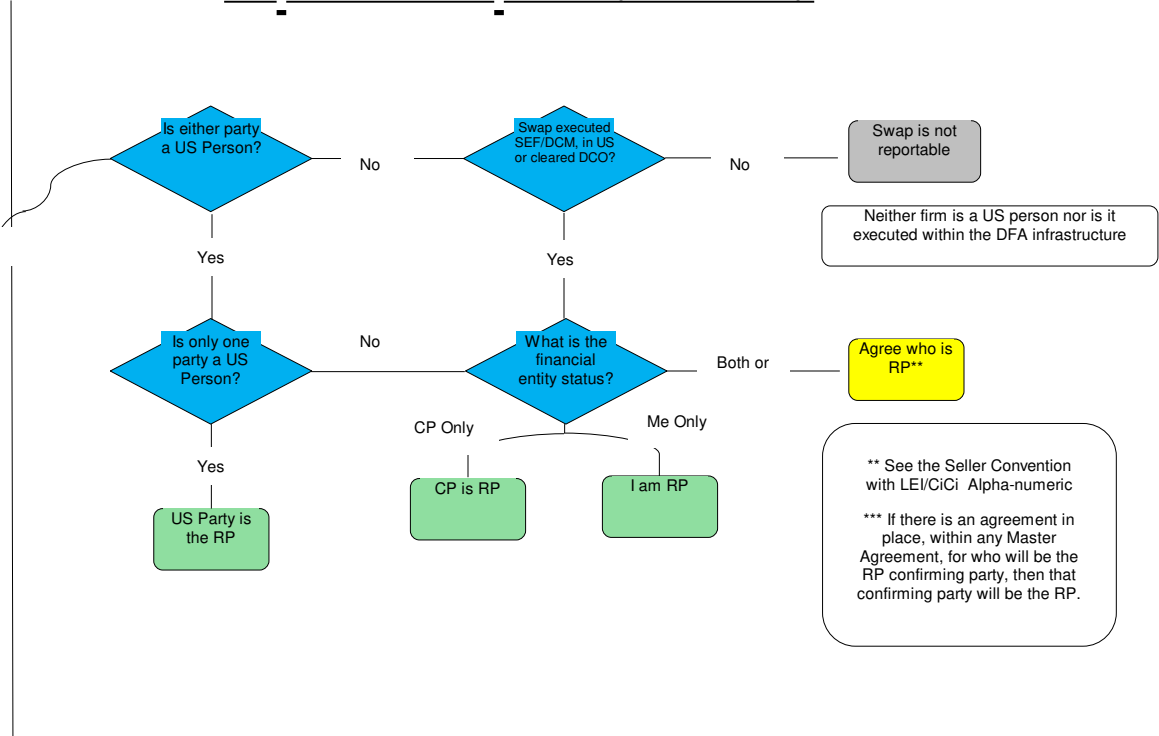 Is either party
a US Person?
No
Swap executed
SEF/DCM, in US
or cleared DCO?
No
Swap is not
reportable
Neither firm is a US person nor is it
executed within the DFA infrastructure
Yes
Yes
Is only one
party a US
Person?
No
What is the
financial
entity status?
Both or
Agree who is
RP**
CP Only
Me Only
Yes
CP is RP
I am RP
US Party is
the RP
** See the Seller Convention
with LEI/CiCi Alpha-numeric
*** If there is an agreement in
place, within any Master
Agreement, for who will be the
RP confirming party, then that
confirming party will be the RP.